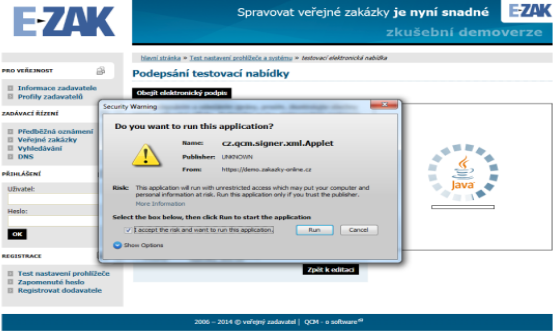 E-ZAK
Spravovat veřejné zakázky je nyní snadné
E-ZAK
zkušební demoverze
hlavní stránka » Test nastavení prohlížeče a systému » testovací elektronická nabídka
PRO VEŘEJNOST
Informace zadavatele
Profily zadavatelů
ZADÁVACÍ ŘÍZENÍ
Předběžná oznámení
Veřejné zakázky
Vyhledávání
DNS
PŘIHLÁŠENÍ
Uživatel:
Heslo:
OK
REGISTRACE
Test nastavení prohlížeče
Zapomenuté heslo
Registrovat dodavatele
Podepsání testovací nabídky
Obejít elektronický podpis
Security Warning
Do you want to run this application?
Name: cz.qcm.signer.xml.Applet
Publisher: UNKNOWN
From: https://demo.zakazky-online.cz
Risk: This application will run with unrestricted access which may put your computer and
personal information at risk. Run this application only if you trust the publisher.
More Information
Select the box below, then click Run to start the application
I accept the risk and want to run this application.
Run
Cancel
Show Options
Java
Zpět k editaci
2006 – 2014 © veřejný zadavatel | QCM - e software